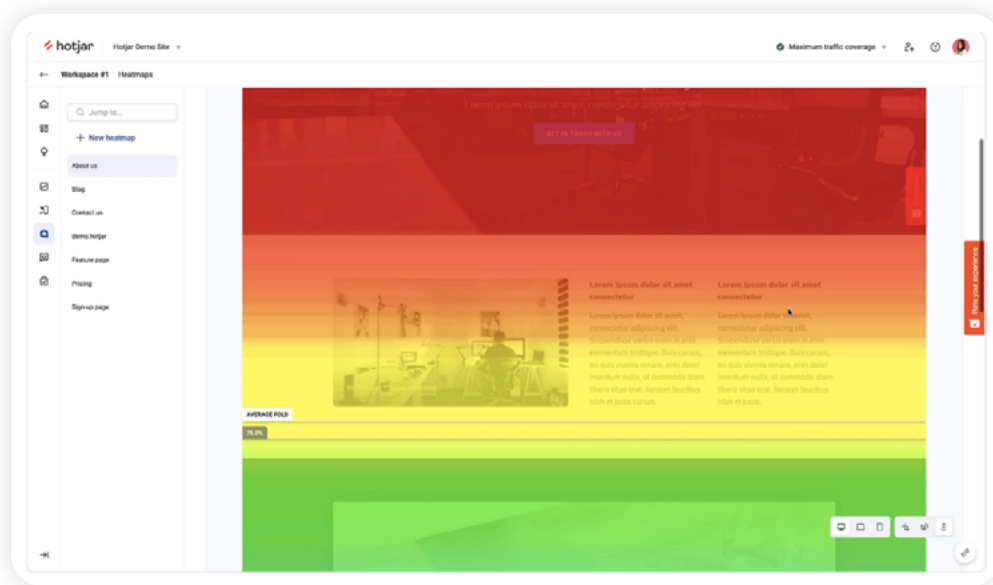 hotjar
Hotjar Demo Site
Maximum traffic coverage
Workspace #1 Heatmaps
Jump to...
New heatmap
About us
Blog
Contact us
demo.hotjar
Feature page
Pricing
Sign-up page
Lorem ipsum dolor sit amet, consectetur adipiscing elit
GET IN TOUCH WITH US
Lorem ipsum dolor sit amet
consectetur
Lorem ipsum dolor sit amet,
consectetur adipiscing elit.
Suspendisse varius enim in eros
elementum tristique. Duis cursus,
mi quis viverra ornare, eros dolor
interdum nulla, ut commodo diam
libero vitae erat. Aenean faucibus
nibh et justo cursus.
Lorem ipsum dolor sit amet
consectetur
Lorem ipsum dolor sit amet,
consectetur adipiscing elit.
Suspendisse varius enim in eros
elementum tristique. Duis cursus,
mi quis viverra ornare, eros dolor
interdum nulla, ut commodo diam
libero vitae erat. Aenean faucibus
nibh et justo.
AVERAGE FOLD
75.0%
Rate your experience